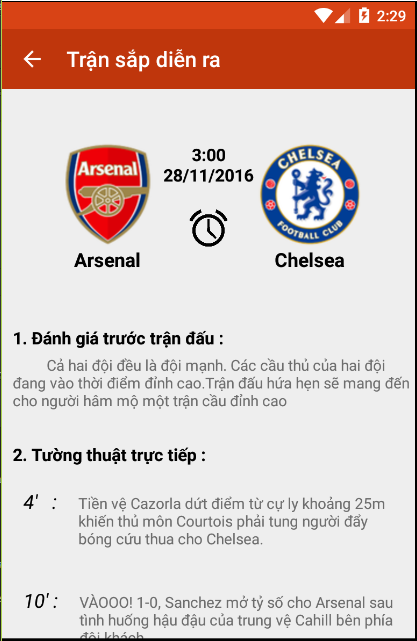 2:29
Trận sắp diễn ra
3:00
28/11/2016
Arsenal
CHELSEA
FOOTBALL CLUB
Arsenal
Chelsea
1. Đánh giá trước trận đấu :
Cả hai đội đều là đội mạnh. Các cầu thủ của hai đội
đang vào thời điểm đỉnh cao.Trận đấu hứa hẹn sẽ mang đến
cho người hâm mộ một trận cầu đỉnh cao
2. Tường thuật trực tiếp :
4' :
Tiền vệ Cazorla dứt điểm từ cự ly khoảng 25m
khiến thủ môn Courtois phải tung người đẩy
bóng cứu thua cho Chelsea.
10' :
VÀOOO! 1-0, Sanchez mở tỷ số cho Arsenal sau
tình huống hậu đậu của trung vệ Cahill bên phía
đội khách